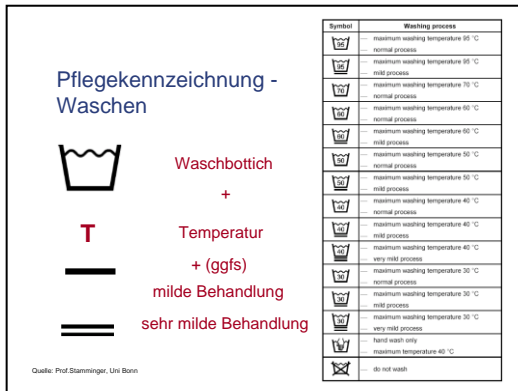 Pflegekennzeichnung -
Waschen
Waschbottich
+
T Temperatur
+ (ggfs)
milde Behandlung
sehr milde Behandlung
Quelle: Prof.Stamminger, Uni Bonn
Symbol Washing process
95 — maximum washing temperature 95 °C
— normal process
95 — maximum washing temperature 95 °C
— mild process
70 — maximum washing temperature 70 °C
— normal process
60 — maximum washing temperature 60 °C
— normal process
60 — maximum washing temperature 60 °C
— mild process
50 — maximum washing temperature 50 °C
— normal process
50 — maximum washing temperature 50 °C
— mild process
40 — maximum washing temperature 40 °C
— normal process
40 — maximum washing temperature 40 °C
— mild process
40 — maximum washing temperature 40 °C
— very mild process
30 — maximum washing temperature 30 °C
— normal process
30 — maximum washing temperature 30 °C
— mild process
30 — maximum washing temperature 30 °C
— very mild process
— hand wash only
— maximum temperature 40 °C
— do not wash